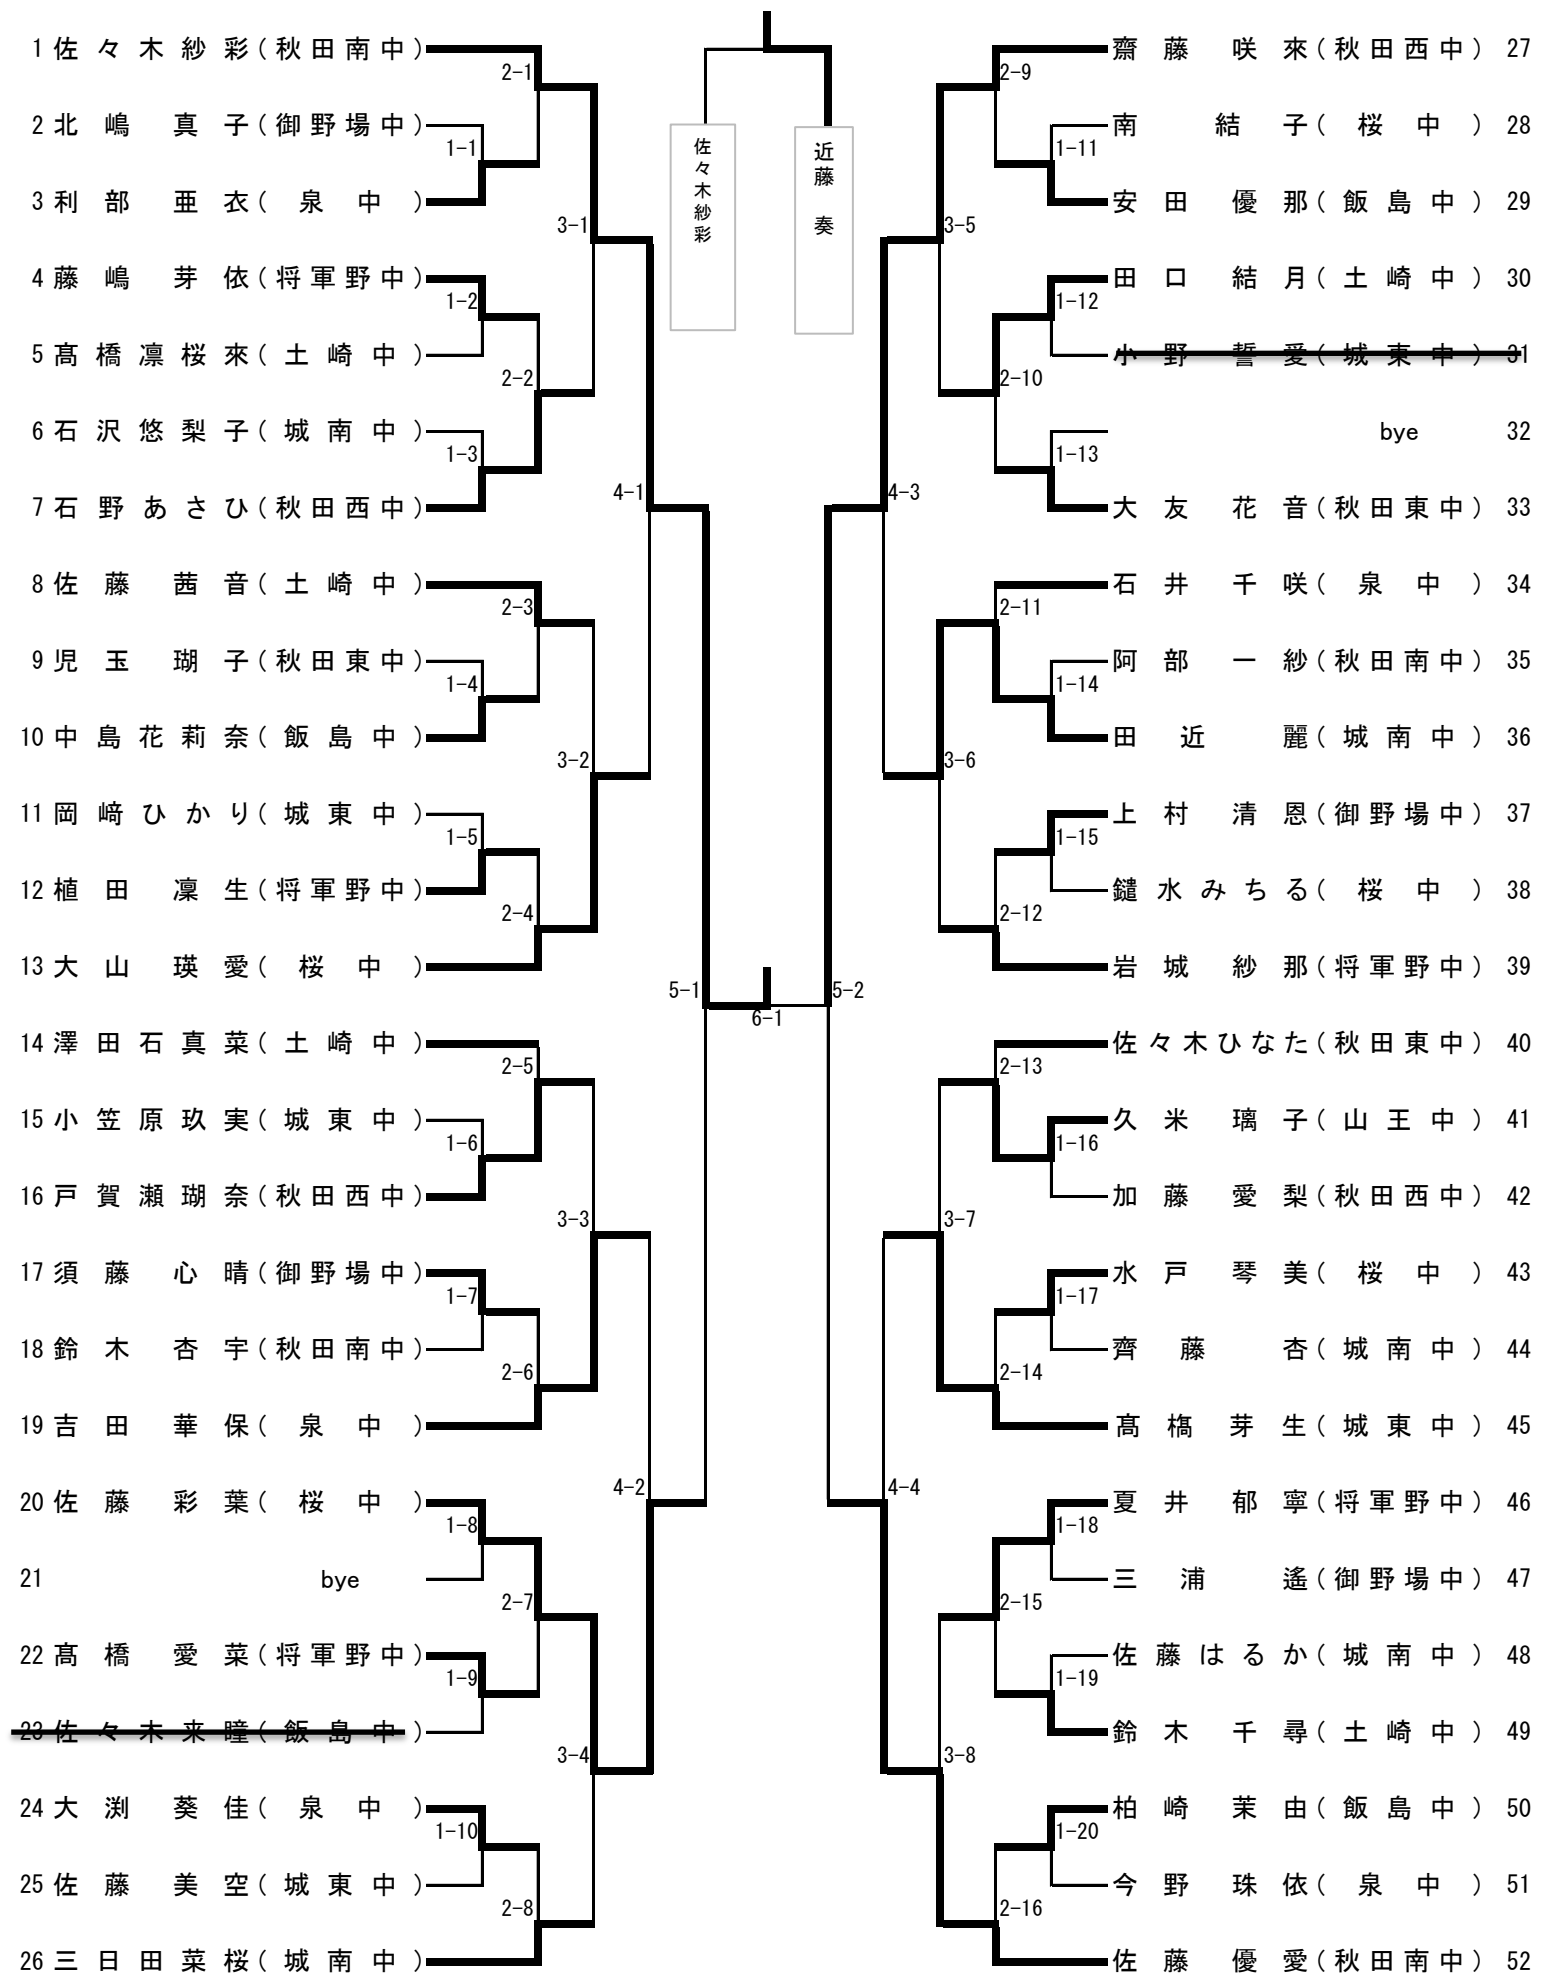 1 佐々木紗彩(秋田南中)
2 北嶋真子(御野場中)
3 利部亜衣(泉中)
4 藤嶋芽依(将軍野中)
5 髙橋凛桜來(土崎中)
6 石沢悠梨子(城南中)
7 石野あさひ(秋田西中)
8 佐藤茜音(土崎中)
9 児玉瑚子(秋田東中)
10 中島花莉奈(飯島中)
11 岡﨑ひかり(城東中)
12 植田凜生(将軍野中)
13 大山瑛愛(桜中)
14 澤田石真菜(土崎中)
15 小笠原玖実(城東中)
16 戸賀瀬瑚奈(秋田西中)
17 須藤心晴(御野場中)
18 鈴木杏宇(秋田南中)
19 吉田華保(泉中)
20 佐藤彩葉(桜中)
21 bye
22 髙橋愛菜(将軍野中)
23 佐々木来瞳(飯島中)
24 大渕葵佳(泉中)
25 佐藤美空(城東中)
26 三日田菜桜(城南中)
1-1
1-2
1-3
1-4
1-5
1-6
1-7
1-8
1-9
1-10
2-1
2-2
2-3
2-4
2-5
2-6
2-7
2-8
3-1
3-2
3-3
3-4
4-1
4-2
5-1
佐々木紗彩
近藤 奏
6-1
5-2
4-3
4-4
3-5
3-6
3-7
3-8
2-9
2-10
2-11
2-12
2-13
2-14
2-15
2-16
1-11
1-12
1-13
1-14
1-15
1-16
1-17
1-18
1-19
1-20
齋藤咲來(秋田西中) 27
南結子(桜中) 28
安田優那(飯島中) 29
田口結月(土崎中) 30
小野誓愛(城東中) 31
bye 32
大友花音(秋田東中) 33
石井千咲(泉中) 34
阿部一紗(秋田南中) 35
田近麗(城南中) 36
上村清恩(御野場中) 37
鑓水みちる(桜中) 38
岩城紗那(将軍野中) 39
佐々木ひなた(秋田東中) 40
久米璃子(山王中) 41
加藤愛梨(秋田西中) 42
水戸琴美(桜中) 43
齊藤杏(城南中) 44
髙橋芽生(城東中) 45
夏井郁寧(将軍野中) 46
三浦遙(御野場中) 47
佐藤はるか(城南中) 48
鈴木千尋(土崎中) 49
柏崎茉由(飯島中) 50
今野珠依(泉中) 51
佐藤優愛(秋田南中) 52